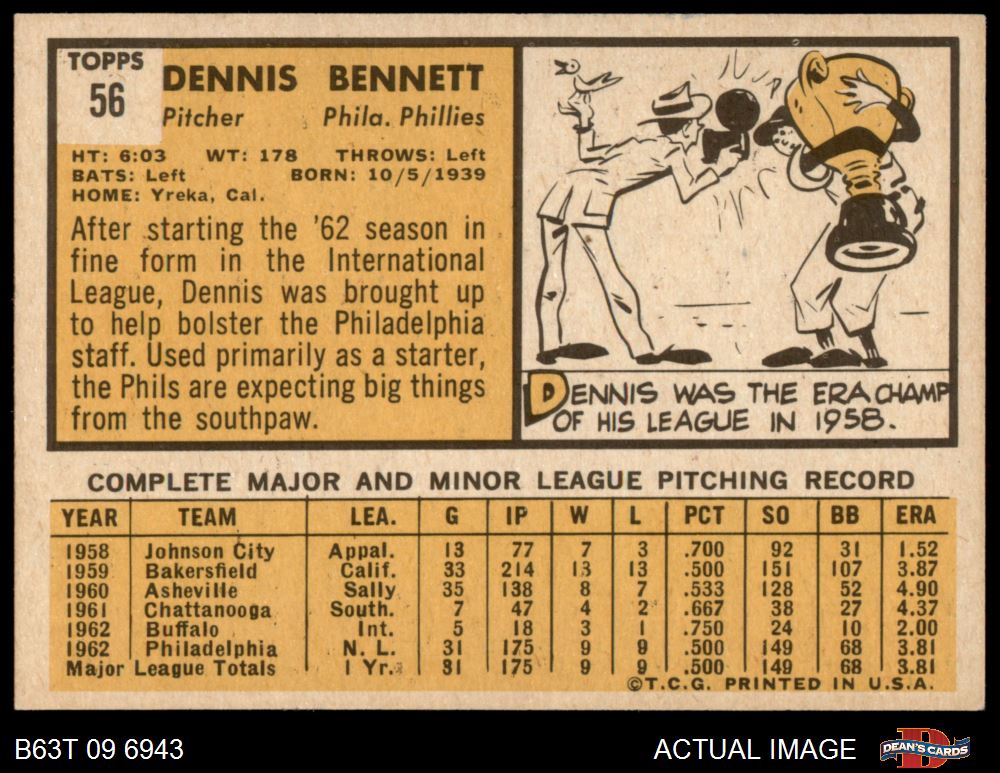 TOPPS
56
DENNIS BENNETT
Pitcher Phila. Phillies
HT: 6:03 WT: 178 THROWS: Left
BATS: Left BORN: 10/5/1939
HOME: Yreka, Cal.
After starting the '62 season in
fine form in the International
League, Dennis was brought up
to help bolster the Philadelphia
staff. Used primarily as a starter,
the Phils are expecting big things
from the southpaw.
DENNIS WAS THE ERA CHAMP
OF HIS LEAGUE IN 1958.
COMPLETE MAJOR AND MINOR LEAGUE PITCHING RECORD
YEAR TEAM LEA. G IP W L PCT SO BB ERA
1958 Johnson City Appal. 13 77 7 3 .700 92 31 1.52
1959 Bakersfield Calif. 33 214 13 13 .500 151 107 3.87
1960 Asheville Sally 35 138 8 7 .533 128 52 4.90
1961 Chattanooga South. 7 47 4 2 .667 38 27 4.37
1962 Buffalo Int. 5 18 3 1 .750 24 10 2.00
1962 Philadelphia N. L. 31 175 9 9 .500 149 68 3.81
Major League Totals 1 Yr. 31 175 9 9 .500 149 68 3.81
©T.C.G. PRINTED IN U.S.A.
B63T 09 6943 ACTUAL IMAGE DEAN'S CARDS